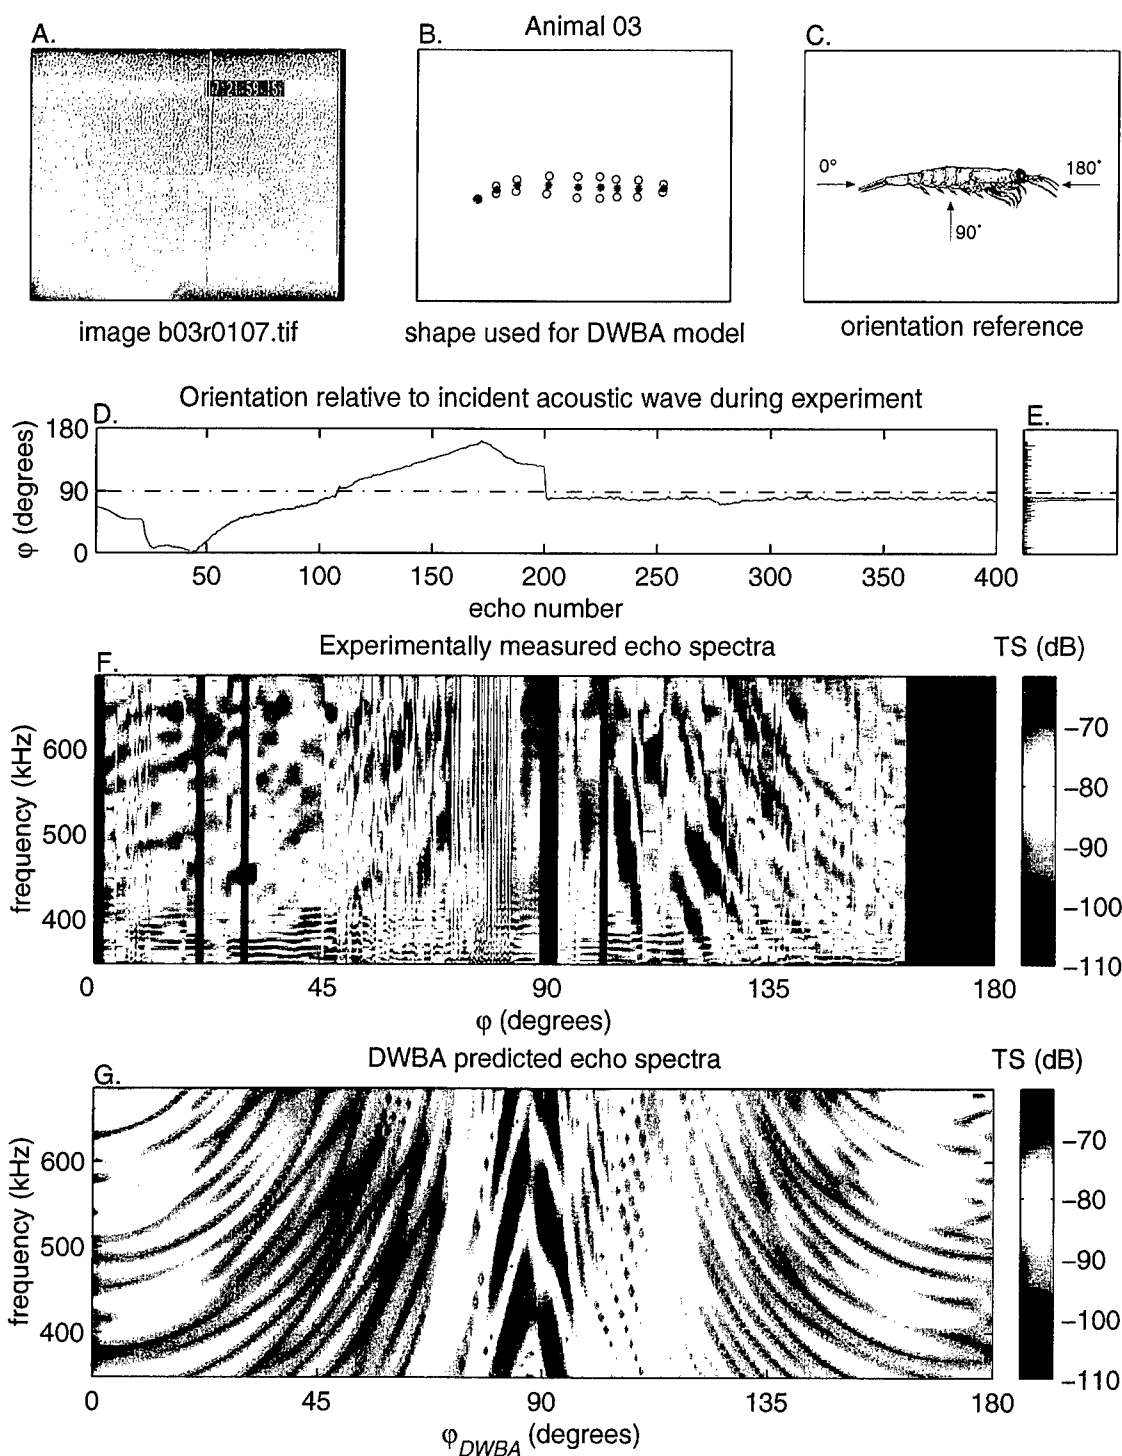 Animal 03
A.
B.
C.
0°
180°
90°
image b03r0107.tif
shape used for DWBA model
orientation reference
Orientation relative to incident acoustic wave during experiment
D.
E.
180
90
0
φ (degrees)
50
100
150
200
250
300
350
400
echo number
Experimentally measured echo spectra
TS (dB)
F.
600
500
400
frequency (kHz)
−70
−80
−90
−100
−110
0
45
90
135
180
φ (degrees)
DWBA predicted echo spectra
TS (dB)
G.
600
500
400
frequency (kHz)
−70
−80
−90
−100
−110
0
45
90
135
180
φDWBA (degrees)